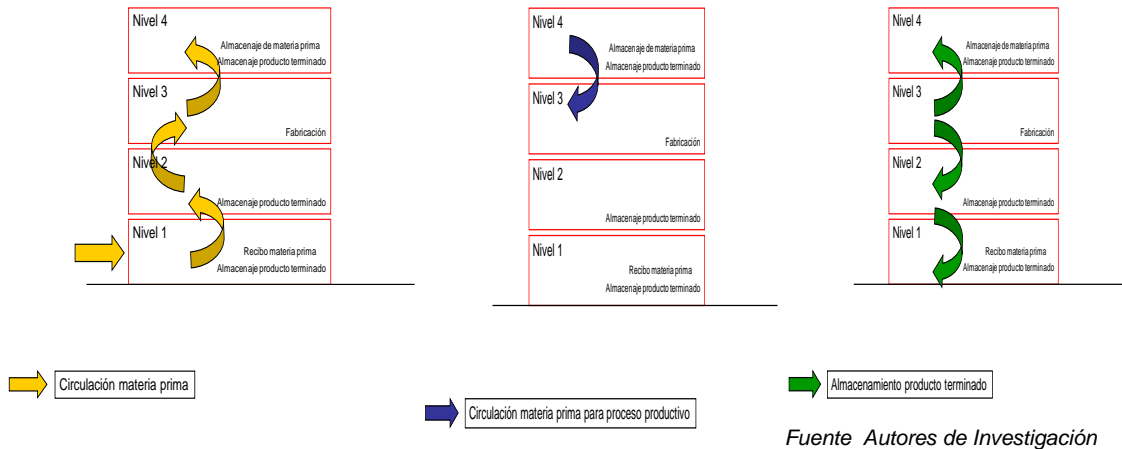 Nivel 4
Almacenaje de materia prima
Almacenaje producto terminado
Nivel 3
Fabricación
Nivel 2
Almacenaje producto terminado
Nivel 1
Recibo materia prima
Almacenaje producto terminado
Nivel 4
Almacenaje de materia prima
Almacenaje producto terminado
Nivel 3
Fabricación
Nivel 2
Almacenaje producto terminado
Nivel 1
Recibo materia prima
Almacenaje producto terminado
Nivel 4
Almacenaje de materia prima
Almacenaje producto terminado
Nivel 3
Fabricación
Nivel 2
Almacenaje producto terminado
Nivel 1
Recibo materia prima
Almacenaje producto terminado
Circulación materia prima
Circulación materia prima para proceso productivo
Almacenamiento producto terminado
Fuente Autores de Investigación